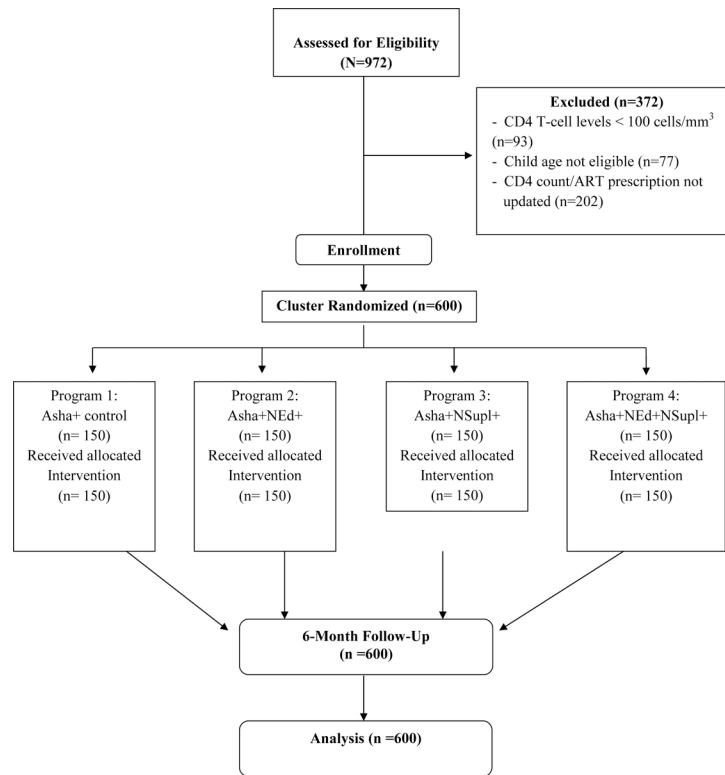 Assessed for Eligibility
(N=972)
Excluded (n=372)
- CD4 T-cell levels < 100 cells/mm³
(n=93)
- Child age not eligible (n=77)
- CD4 count/ART prescription not
updated (n=202)
Enrollment
Cluster Randomized (n=600)
Program 1:
Asha+ control
(n= 150)
Received allocated
Intervention
(n= 150)
Program 2:
Asha+NEd+
(n= 150)
Received allocated
Intervention
(n= 150)
Program 3:
Asha+NSupl+
(n= 150)
Received allocated
Intervention
(n= 150)
Program 4:
Asha+NEd+NSupl+
(n= 150)
Received allocated
Intervention
(n= 150)
6-Month Follow-Up
(n =600)
Analysis (n =600)